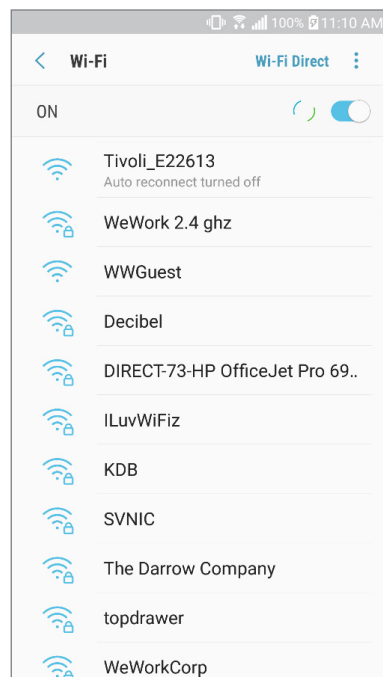 100% 11:10 AM
Wi-Fi Wi-Fi Direct
ON
Tivoli_E22613
Auto reconnect turned off
WeWork 2.4 ghz
WWGuest
Decibel
DIRECT-73-HP OfficeJet Pro 69..
ILuvWiFiz
KDB
SVNIC
The Darrow Company
topdrawer
WeWorkCorp